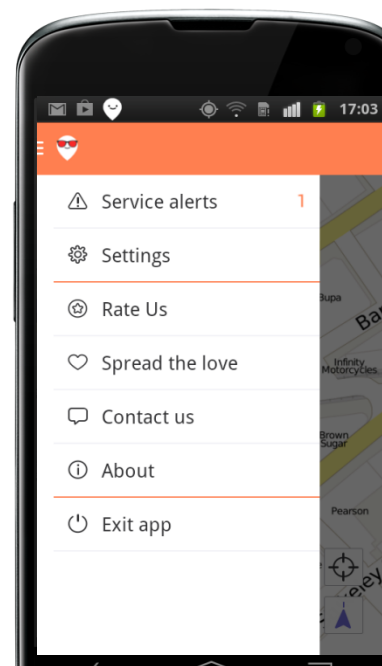 17:03
Service alerts 1
Settings
Bupa
Rate Us
Infinity
Motorcycles
Spread the love
Contact us
Brown
Sugar
About
Pearson
Exit app